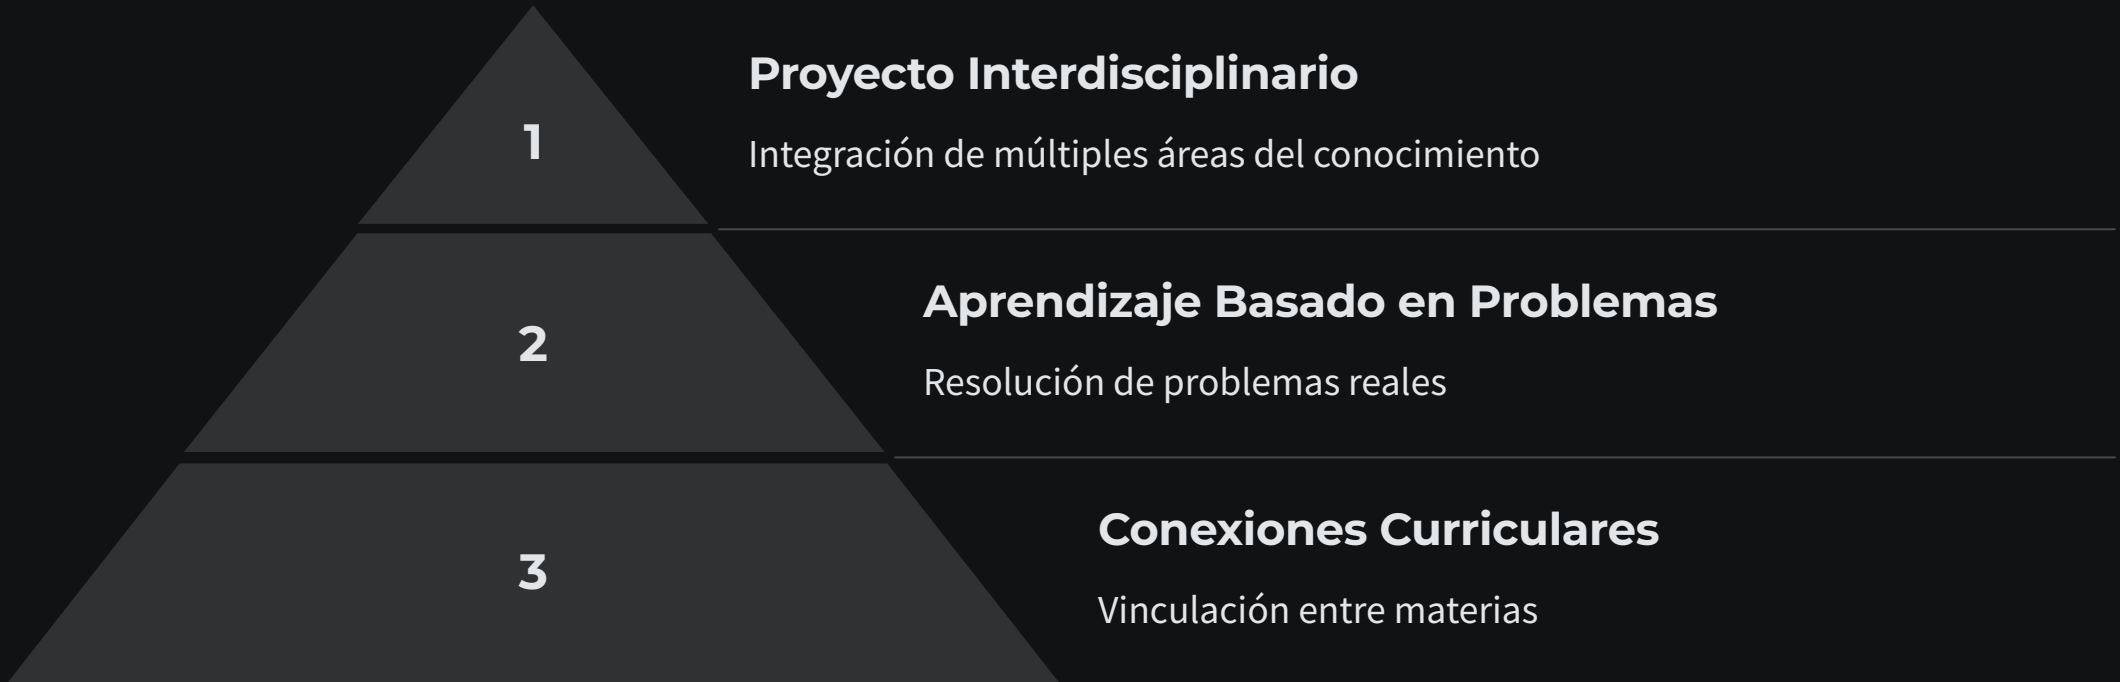 1
Proyecto Interdisciplinario
Integración de múltiples áreas del conocimiento
2
Aprendizaje Basado en Problemas
Resolución de problemas reales
3
Conexiones Curriculares
Vinculación entre materias